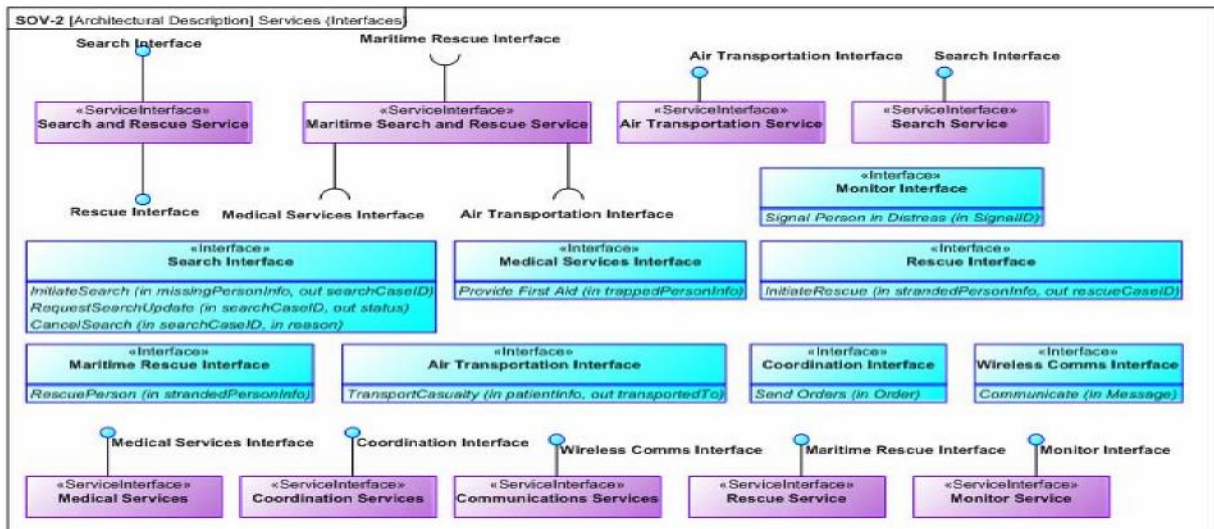 SOV-2 [Architectural Description] Services (Interfaces)
Search Interface
Maritime Rescue Interface
Air Transportation Interface
Search Interface
«ServiceInterface»
Search and Rescue Service
«ServiceInterface»
Maritime Search and Rescue Service
«ServiceInterface»
Air Transportation Service
«ServiceInterface»
Search Service
Rescue Interface
Medical Services Interface
Air Transportation Interface
«Interface»
Monitor Interface
Signal Person in Distress (in SignalID)
«Interface»
Search Interface
InitiateSearch (in missingPersonInfo, out searchCaseID)
RequestSearchUpdate (in searchCaseID, out status)
CancelSearch (in searchCaseID, in reason)
«Interface»
Medical Services Interface
Provide First Aid (in trappedPersonInfo)
«Interface»
Rescue Interface
InitiateRescue (in strandedPersonInfo, out rescueCaseID)
«Interface»
Maritime Rescue Interface
RescuePerson (in strandedPersonInfo)
«Interface»
Air Transportation Interface
TransportCasualty (in patientInfo, out transportedTo)
«Interface»
Coordination Interface
Send Orders (in Order)
«Interface»
Wireless Comms Interface
Communicate (in Message)
Medical Services Interface
Coordination Interface
Wireless Comms Interface
Maritime Rescue Interface
Monitor Interface
«ServiceInterface»
Medical Services
«ServiceInterface»
Coordination Services
«ServiceInterface»
Communications Services
«ServiceInterface»
Rescue Service
«ServiceInterface»
Monitor Service